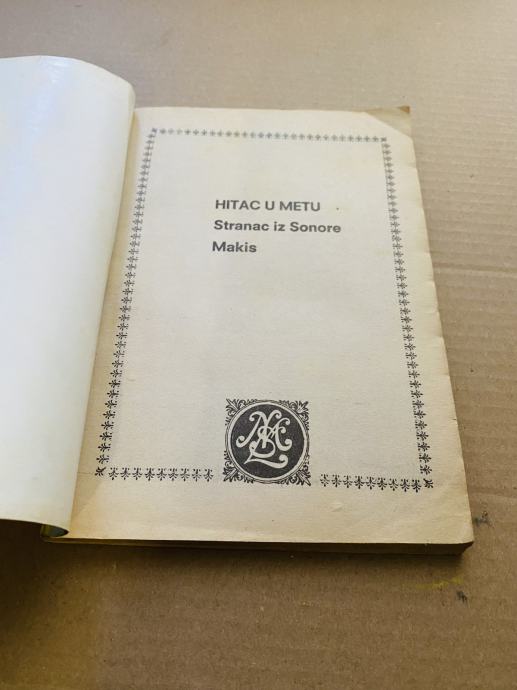 HITAC U METU
Stranac iz Sonore
Makis